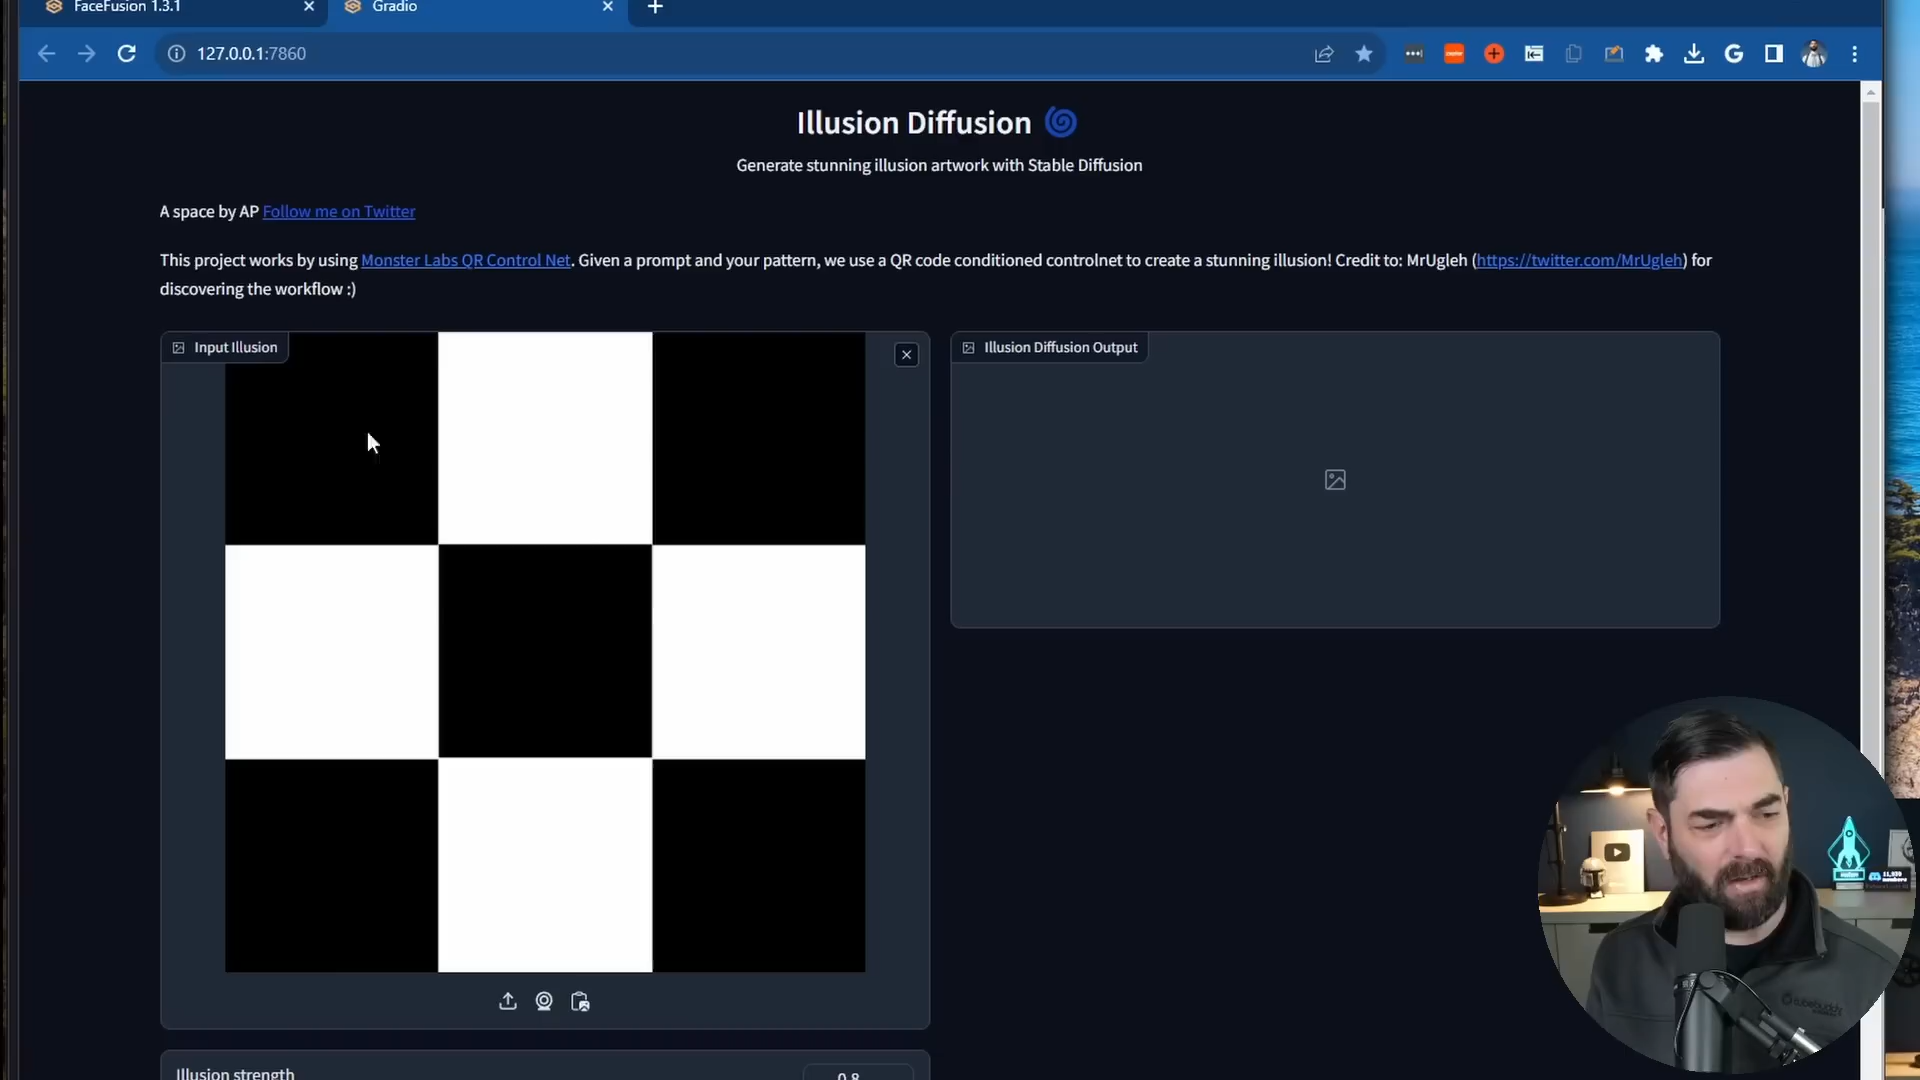 FaceFusion 1.3.1
Gradio
127.0.0.1:7860
Illusion Diffusion
Generate stunning illusion artwork with Stable Diffusion
A space by AP Follow me on Twitter
This project works by using Monster Labs QR Control Net. Given a prompt and your pattern, we use a QR code conditioned controlnet to create a stunning illusion! Credit to: MrUgleh (https://twitter.com/MrUgleh) for
discovering the workflow :)
Input Illusion
Illusion Diffusion Output
Illusion strength
0.8
tubebuddy